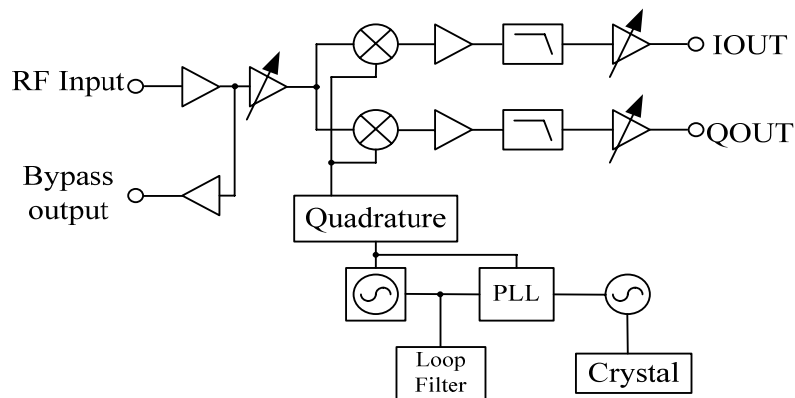 IOUT
RF Input
QOUT
Bypass
output
Quadrature
PLL
Loop
Filter
Crystal